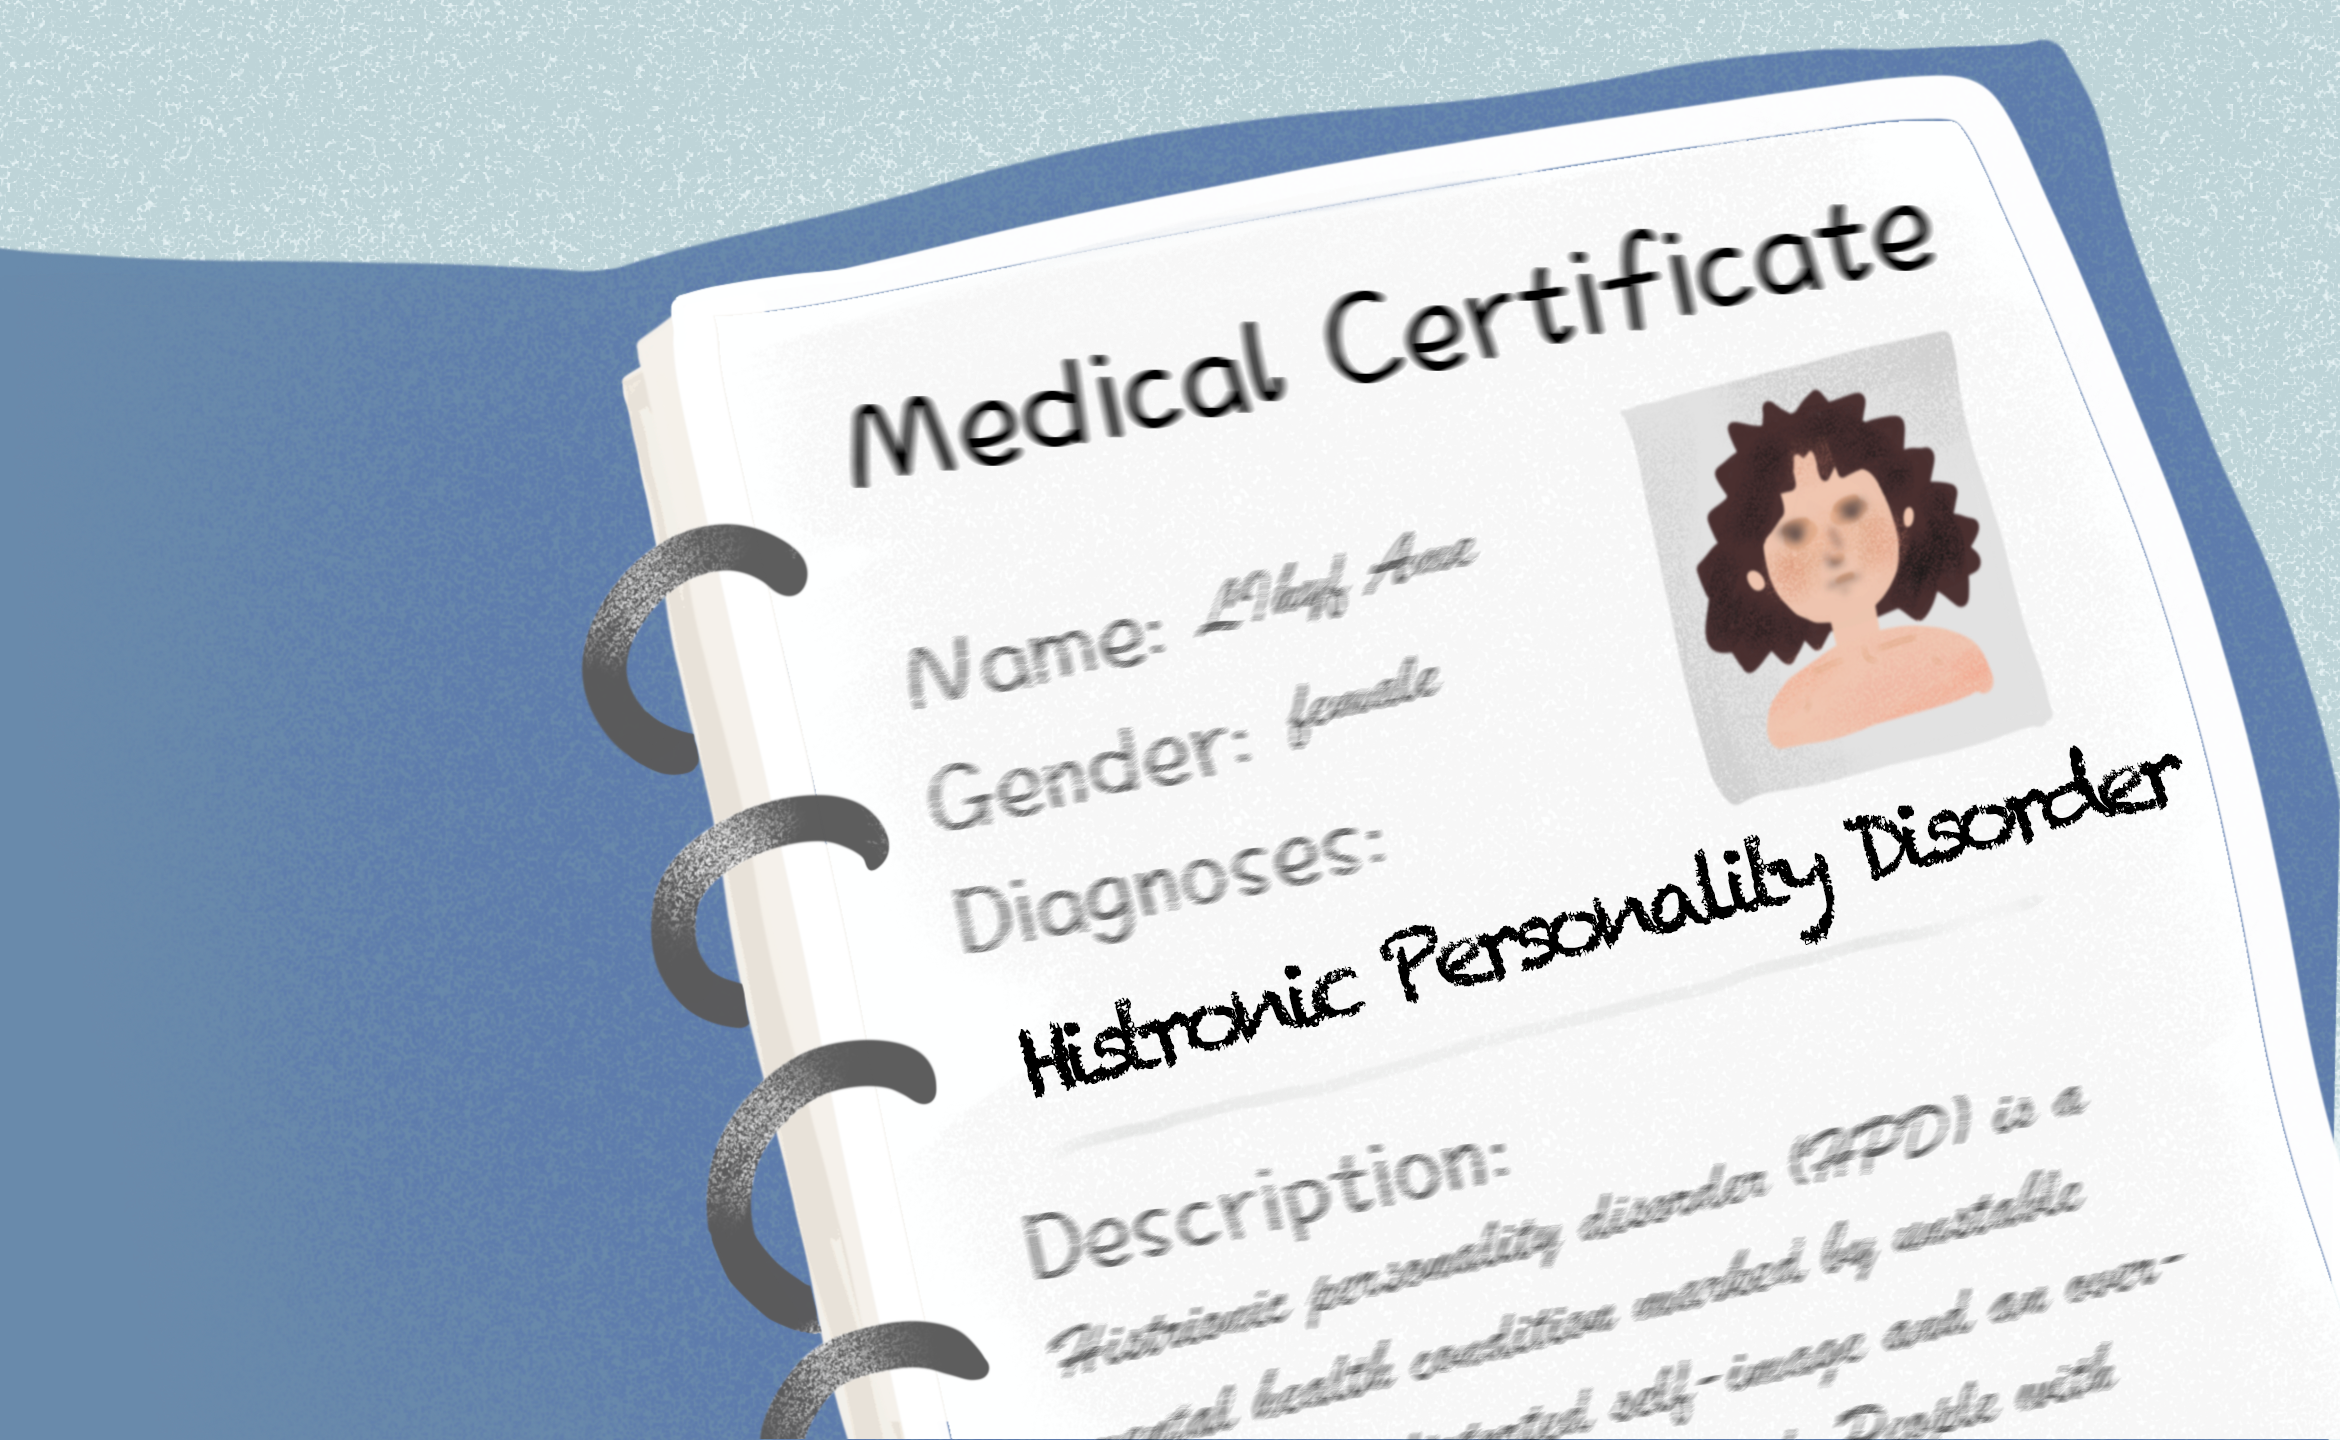 Medical Certificate
Name:
Gender: female
Diagnoses:
Histronic Personality Disorder
Description:
Histrionic personality disorder (HPD) is a
mental health condition marked by unstable
self-image and an over-
People with